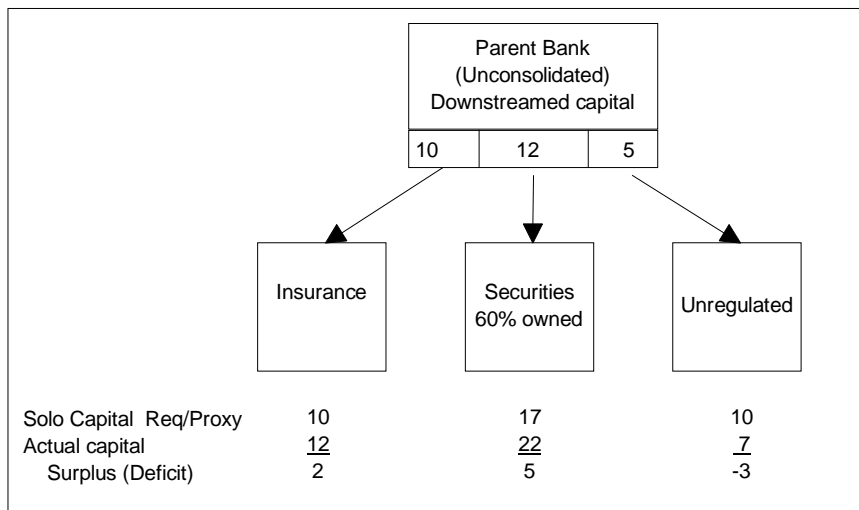 Parent Bank
(Unconsolidated)
Downstreamed capital
10 12 5
Insurance
Securities
60% owned
Unregulated
Solo Capital Req/Proxy 10 17 10
Actual capital 12 22 7
Surplus (Deficit) 2 5 -3